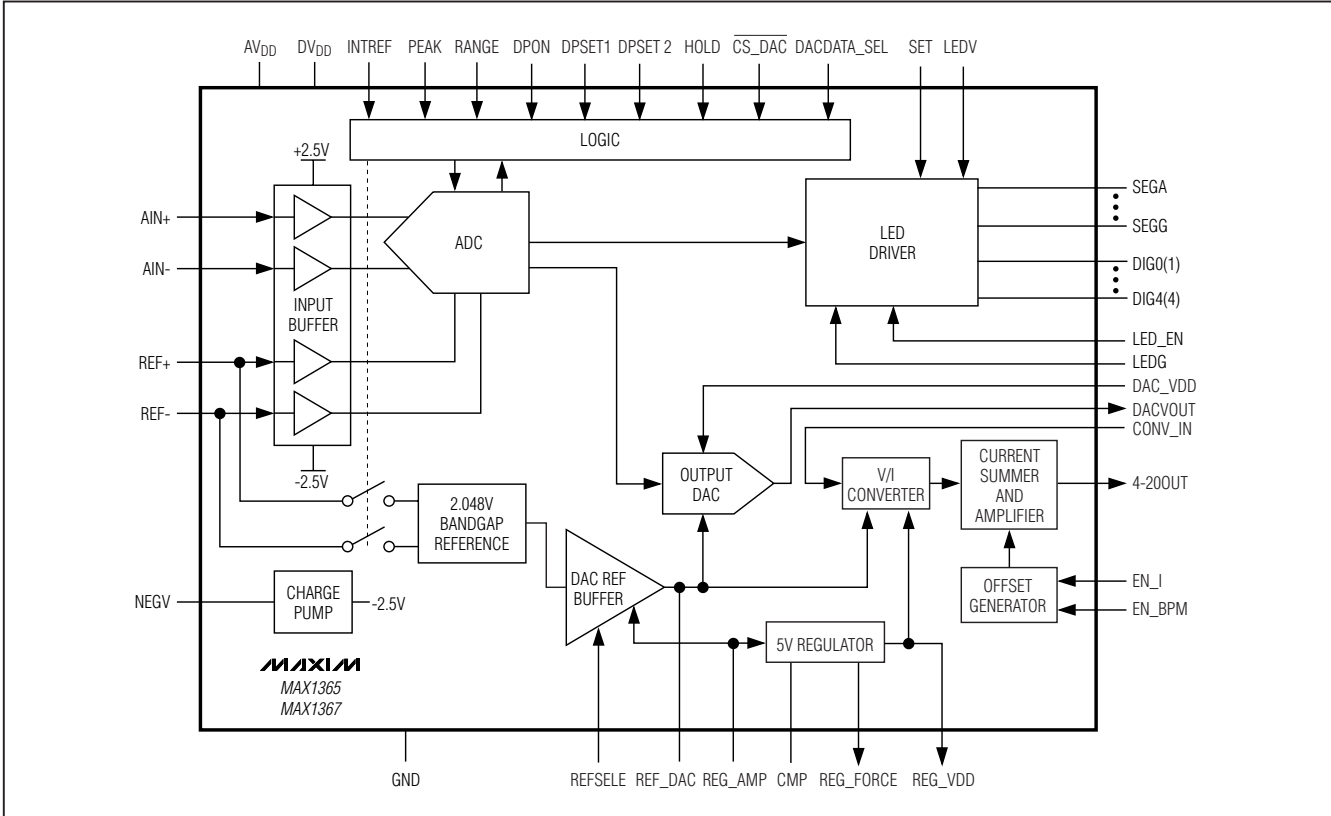 AVDD DVDD INTREF PEAK RANGE DPON DPSET1 DPSET 2 HOLD CS_DAC DACDATA_SEL SET LEDV
LOGIC
+2.5V
AIN+
AIN-
INPUT
BUFFER
REF+
REF-
-2.5V
ADC
LED
DRIVER
SEGA
SEGG
DIG0(1)
DIG4(4)
LED_EN
LEDG
DAC_VDD
DACVOUT
CONV_IN
4-20OUT
OUTPUT
DAC
V/I
CONVERTER
CURRENT
SUMMER
AND
AMPLIFIER
2.048V
BANDGAP
REFERENCE
DAC REF
BUFFER
OFFSET
GENERATOR
EN_I
EN_BPM
NEGV
CHARGE
PUMP
-2.5V
5V REGULATOR
MAXIM
MAX1365
MAX1367
GND
REFSELE REF_DAC REG_AMP CMP REG_FORCE REG_VDD